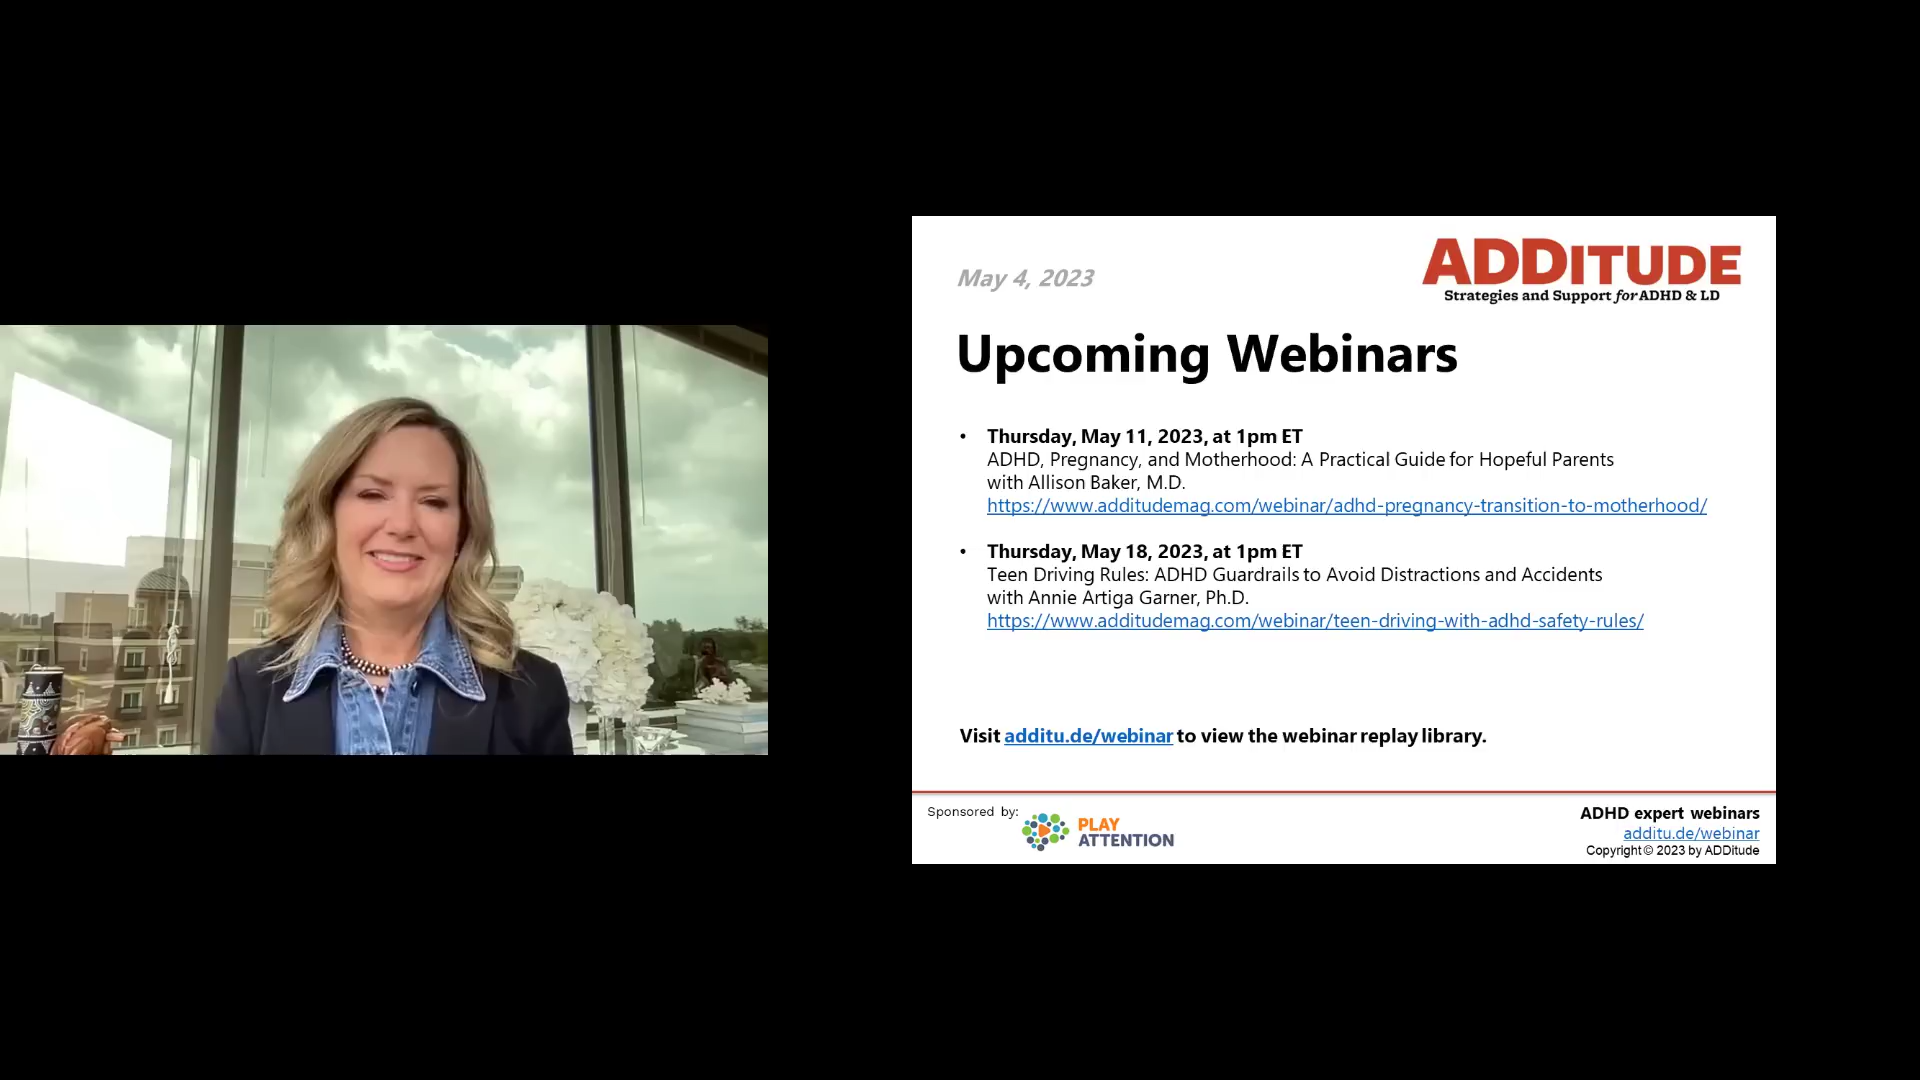 May 4, 2023
ADDITUDE
Strategies and Support for ADHD & LD
Upcoming Webinars
• Thursday, May 11, 2023, at 1pm ET
ADHD, Pregnancy, and Motherhood: A Practical Guide for Hopeful Parents
with Allison Baker, M.D.
https://www.additudemag.com/webinar/adhd-pregnancy-transition-to-motherhood/
• Thursday, May 18, 2023, at 1pm ET
Teen Driving Rules: ADHD Guardrails to Avoid Distractions and Accidents
with Annie Artiga Garner, Ph.D.
https://www.additudemag.com/webinar/teen-driving-with-adhd-safety-rules/
Visit additu.de/webinar to view the webinar replay library.
Sponsored by:
PLAY
ATTENTION
ADHD expert webinars
additu.de/webinar
Copyright © 2023 by ADDitude